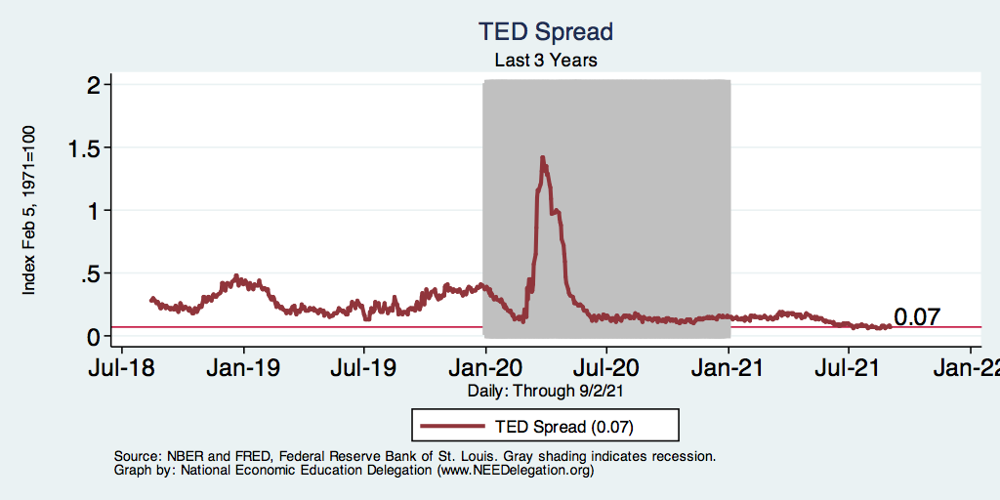 TED Spread
Last 3 Years
Index Feb 5, 1971=100
2
1.5
1
.5
0
0.07
Jul-18 Jan-19 Jul-19 Jan-20 Jul-20 Jan-21 Jul-21 Jan-22
Daily: Through 9/2/21
TED Spread (0.07)
Source: NBER and FRED, Federal Reserve Bank of St. Louis. Gray shading indicates recession.
Graph by: National Economic Education Delegation (www.NEEDelegation.org)